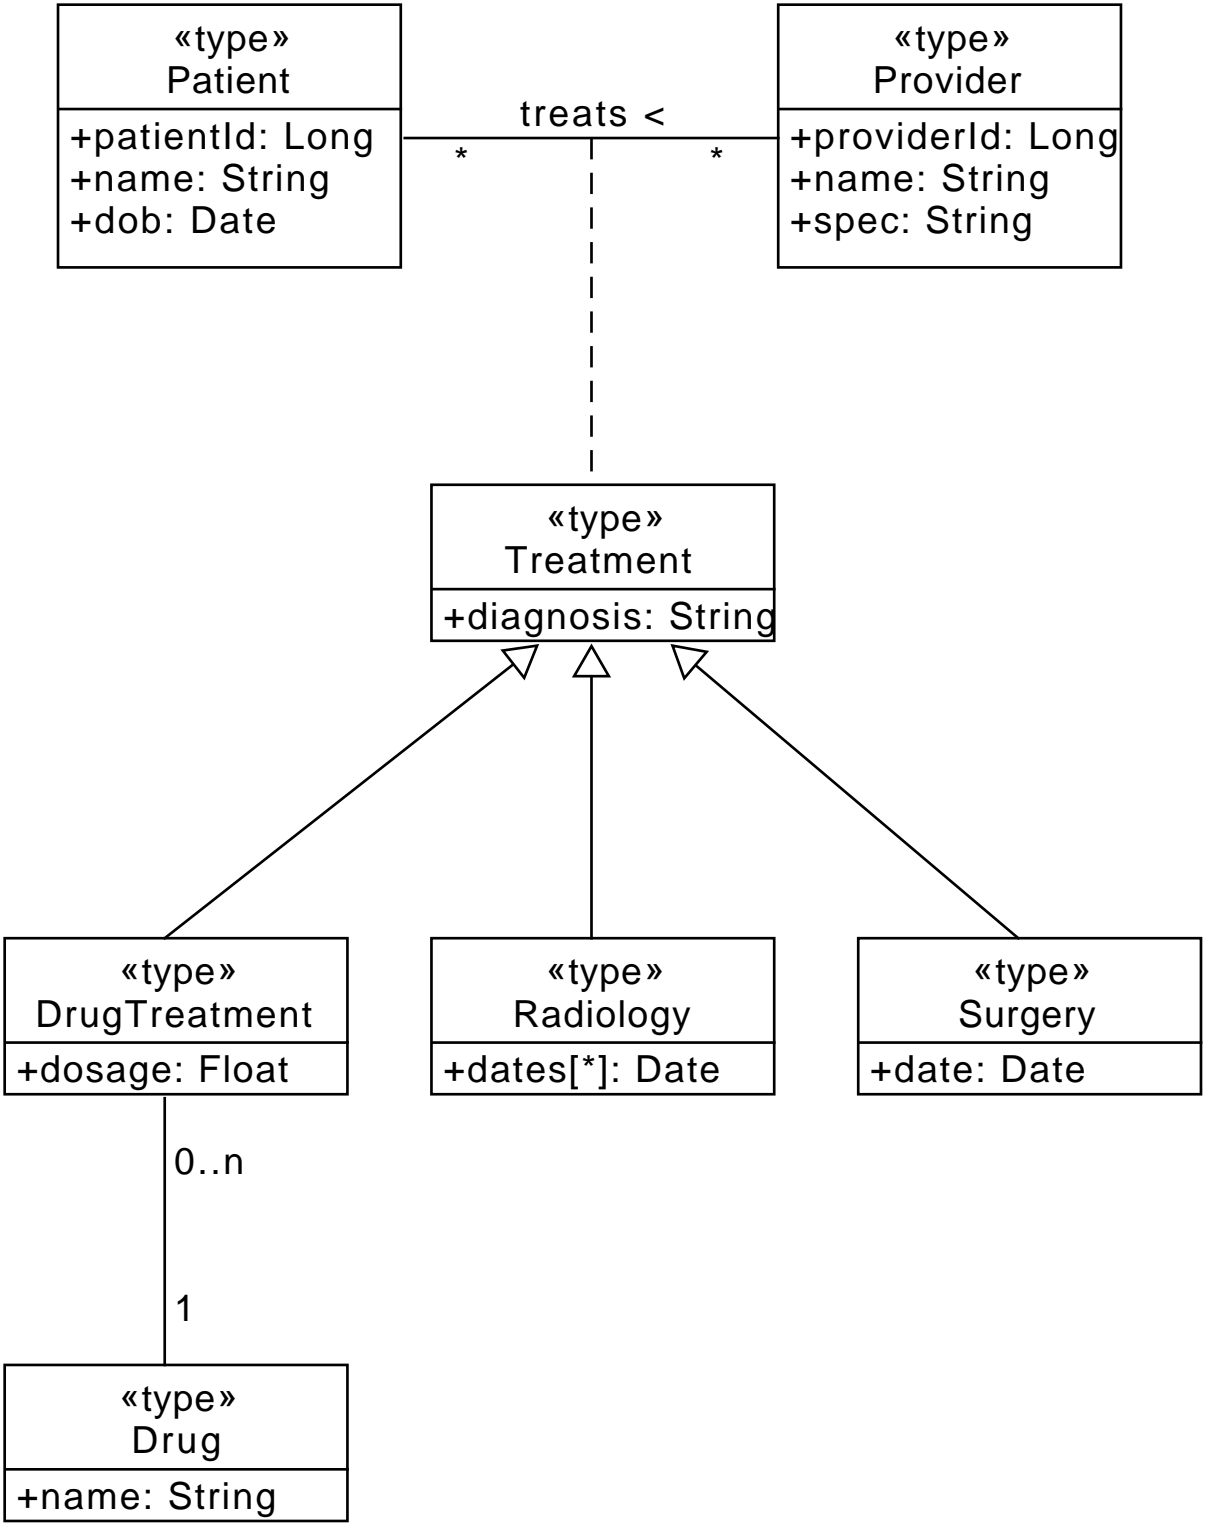 «type»
Patient
+patientId: Long
+name: String
+dob: Date
treats <
*
*
«type»
Provider
+providerId: Long
+name: String
+spec: String
«type»
Treatment
+diagnosis: String
«type»
DrugTreatment
+dosage: Float
«type»
Radiology
+dates[*]: Date
«type»
Surgery
+date: Date
0..n
1
«type»
Drug
+name: String